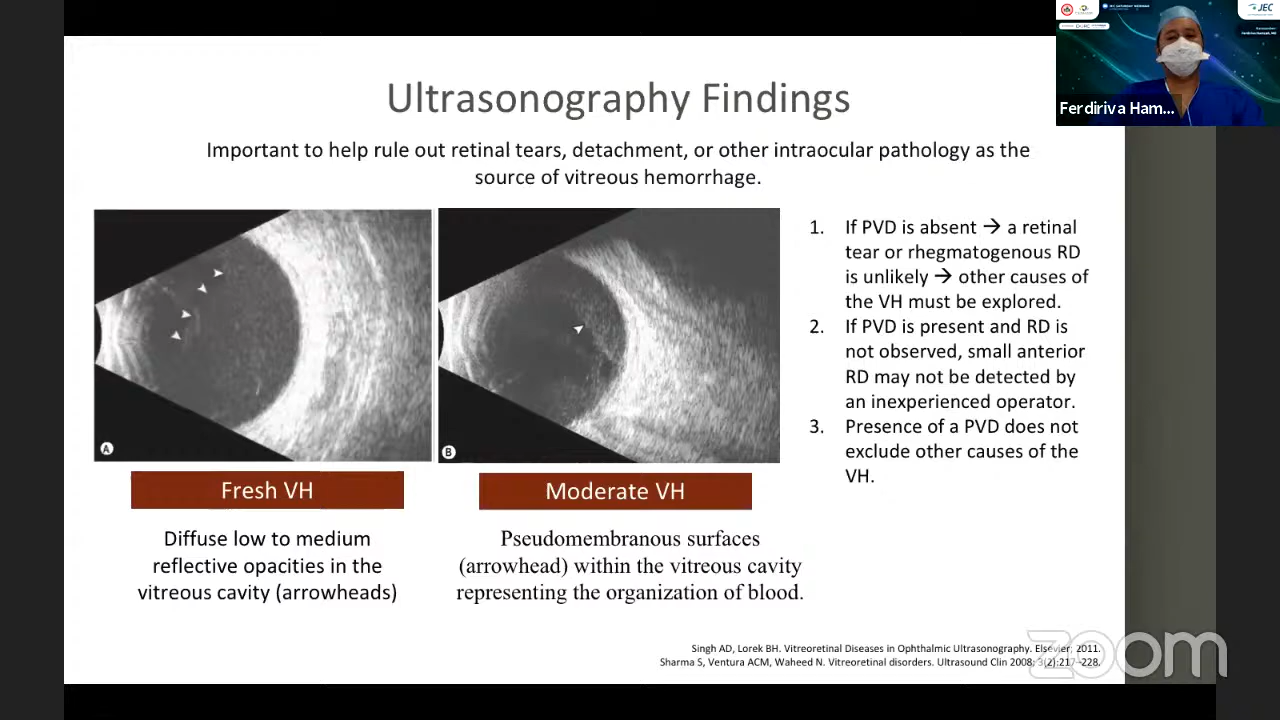 Ultrasonography Findings
Important to help rule out retinal tears, detachment, or other intraocular pathology as the
source of vitreous hemorrhage.
A
B
Fresh VH
Moderate VH
Diffuse low to medium
reflective opacities in the
vitreous cavity (arrowheads)
Pseudomembranous surfaces
(arrowhead) within the vitreous cavity
representing the organization of blood.
1. If PVD is absent → a retinal
tear or rhegmatogenous RD
is unlikely → other causes of
the VH must be explored.
2. If PVD is present and RD is
not observed, small anterior
RD may not be detected by
an inexperienced operator.
3. Presence of a PVD does not
exclude other causes of the
VH.
Singh AD, Lorek BH. Vitreoretinal Diseases in Ophthalmic Ultrasonography. Elsevier; 2011.
Sharma S, Ventura ACM, Waheed N. Vitreoretinal disorders. Ultrasound Clin 2008; 3(2):217–228.
JEC
Ferdiriva Ham...
zoom